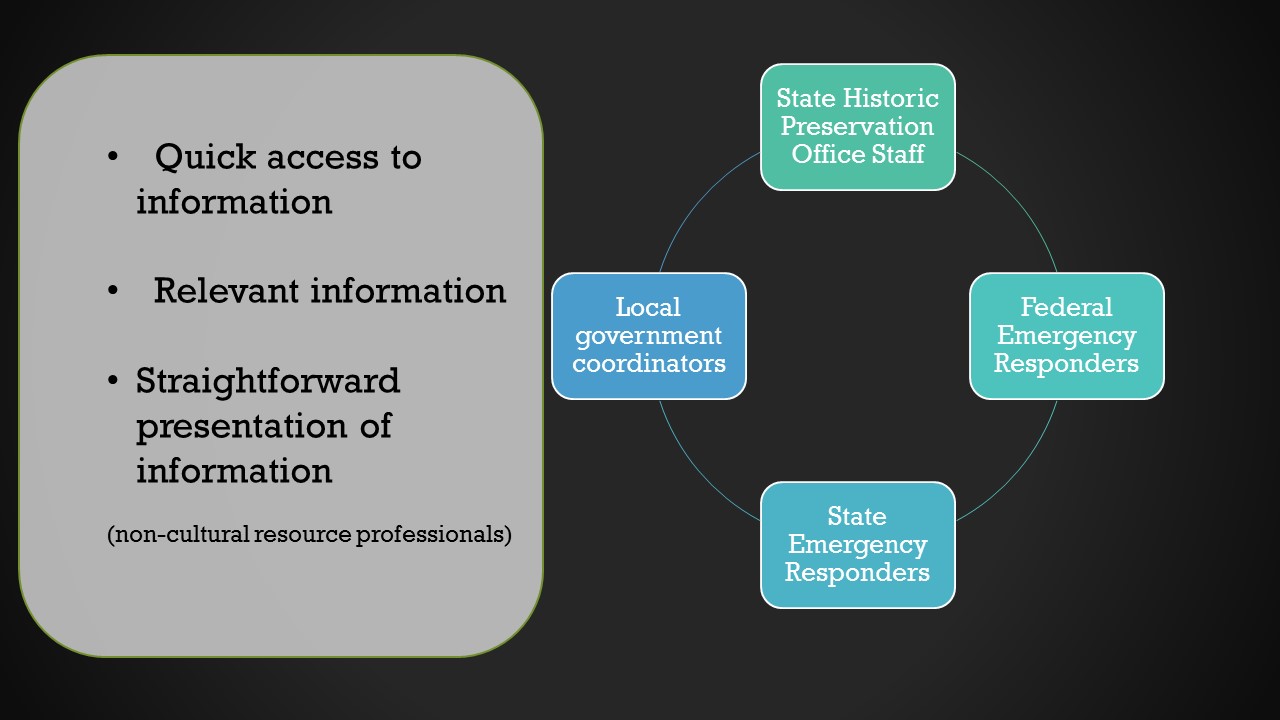 • Quick access to
information
• Relevant information
• Straightforward
presentation of
information
(non-cultural resource professionals)
State Historic
Preservation
Office Staff
Federal
Emergency
Responders
State
Emergency
Responders
Local
government
coordinators